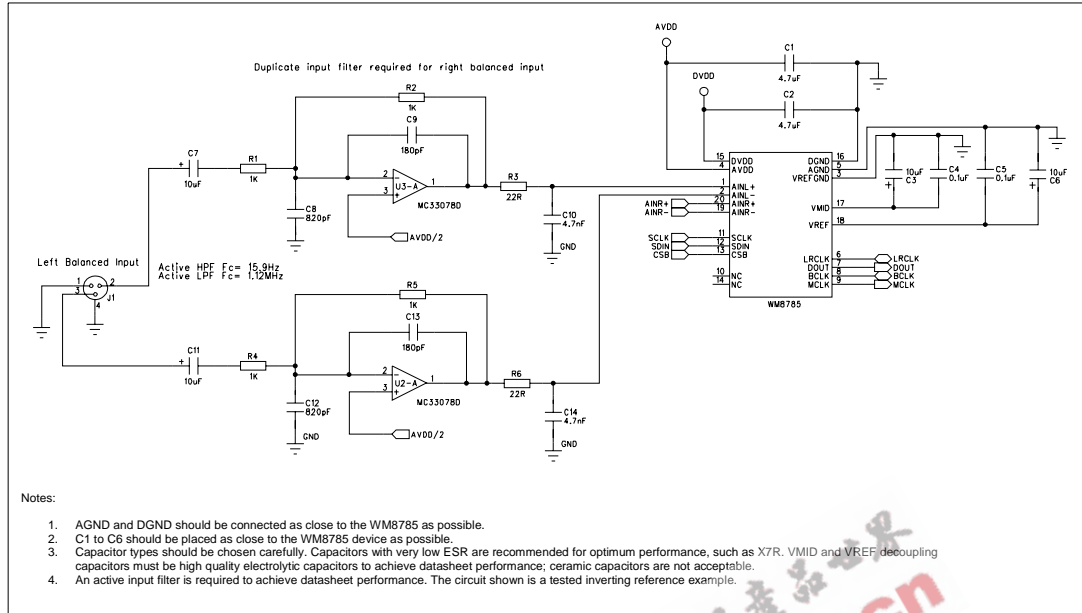 Duplicate input filter required for right balanced input
AVDD
C1
4.7uF
DVDD
C2
4.7uF
R2
1K
C9
180pF
C7
+
10uF
R1
1K
2
3
-
+
U3-A
1
MC33078D
R3
22R
C8
820pF
GND
AVDD/2
C10
4.7nF
GND
15
4
DVDD
AVDD
DGND
AGND
VREFGND
16
5
3
10uF
C3
+
C4
0.1uF
C5
0.1uF
10uF
C6
+
1
2
20
19
AINL+
AINL-
AINR+
AINR-
AINR+
AINR-
VMID
17
VREF
18
SCLK
SDIN
CSB
11
12
13
SCLK
SDIN
CSB
10
14
NC
NC
LRCLK
DOUT
BCLK
MCLK
6
7
8
9
LRCLK
DOUT
BCLK
MCLK
WM8785
Left Balanced Input
1
3
2
4
J1
Active HPF Fc= 15.9Hz
Active LPF Fc= 1.12MHz
R5
1K
C13
180pF
C11
+
10uF
R4
1K
2
3
-
+
U2-A
1
MC33078D
R6
22R
C12
820pF
GND
AVDD/2
C14
4.7nF
GND
Notes:
1. AGND and DGND should be connected as close to the WM8785 as possible.
2. C1 to C6 should be placed as close to the WM8785 device as possible.
3. Capacitor types should be chosen carefully. Capacitors with very low ESR are recommended for optimum performance, such as X7R. VMID and VREF decoupling
capacitors must be high quality electrolytic capacitors to achieve datasheet performance; ceramic capacitors are not acceptable.
4. An active input filter is required to achieve datasheet performance. The circuit shown is a tested inverting reference example.